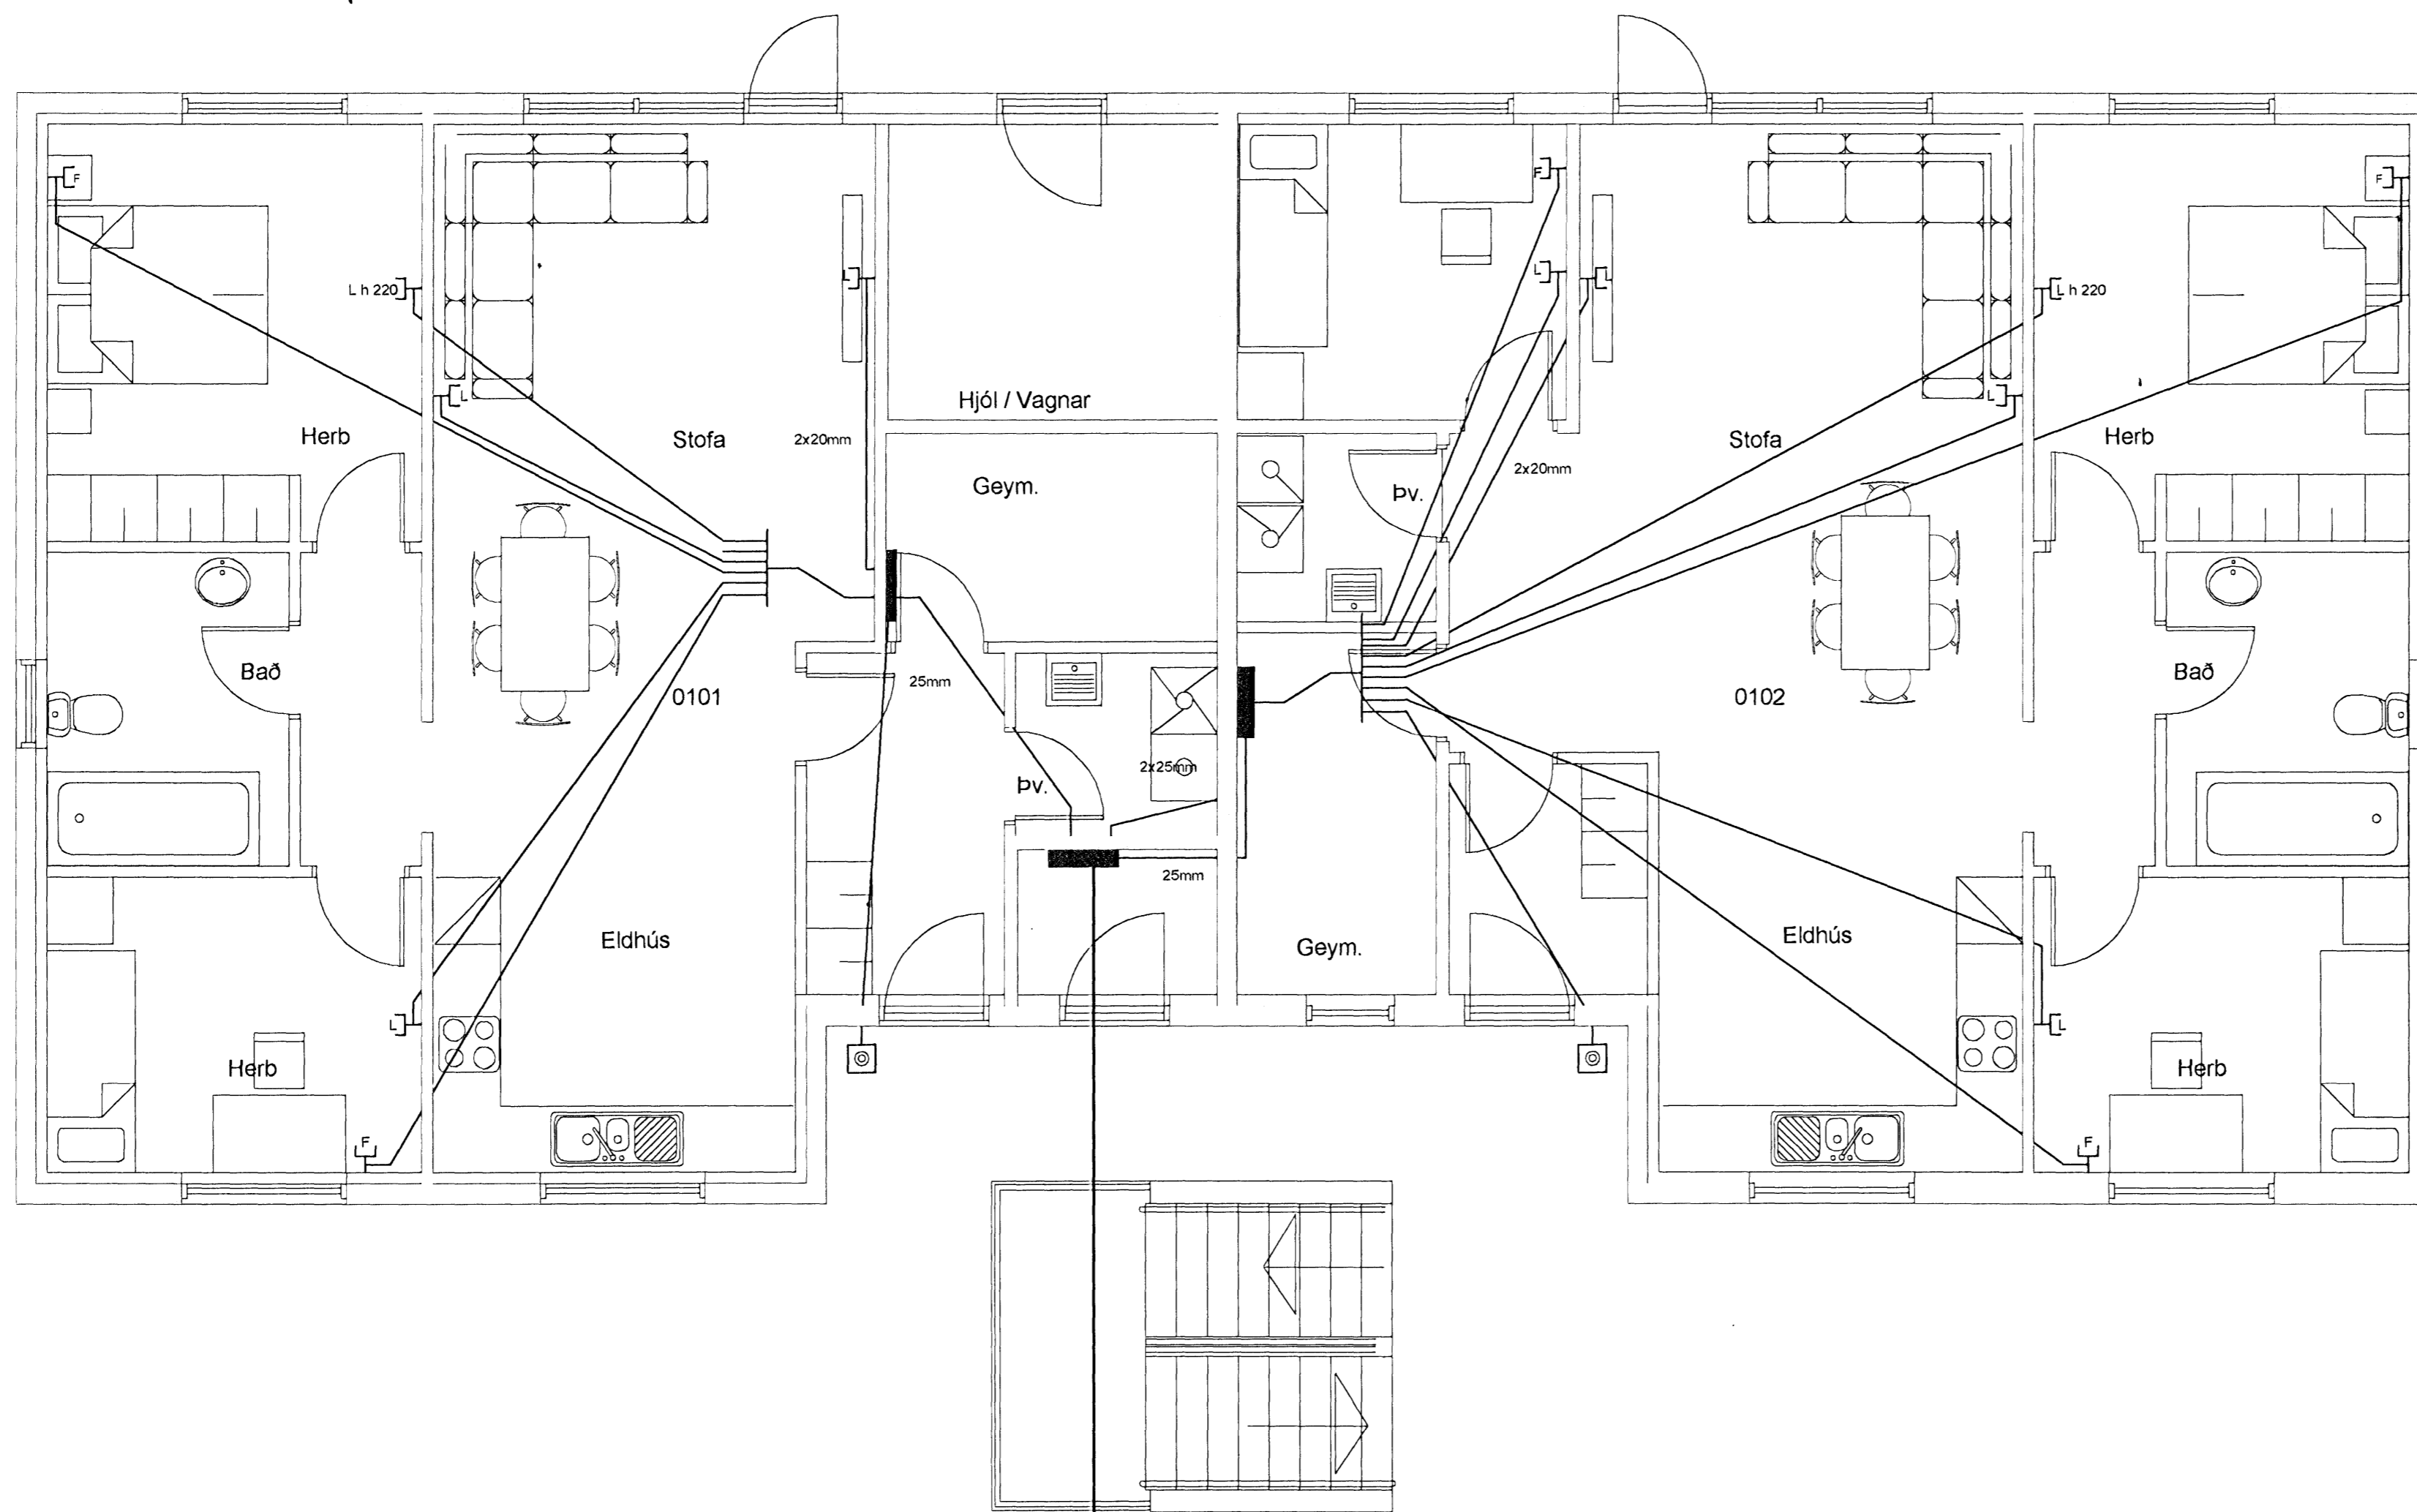 F
F
F
L
L
L
L h 220
L h 220
L
L
Hjól / Vagnar
Herb
Stofa
2x20mm
Stofa
Herb
2x20mm
Geym.
Þv.
Bað
Bað
25mm
0101
0102
2x25mm
Þv.
25mm
Eldhús
Eldhús
Geym.
L
L
Herb
Herb
F
F